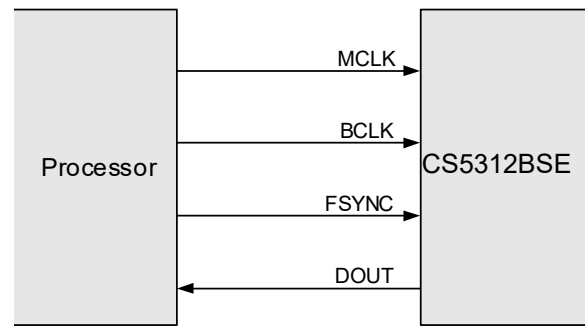 MCLK
BCLK
Processor
CS5312BSE
FSYNC
DOUT